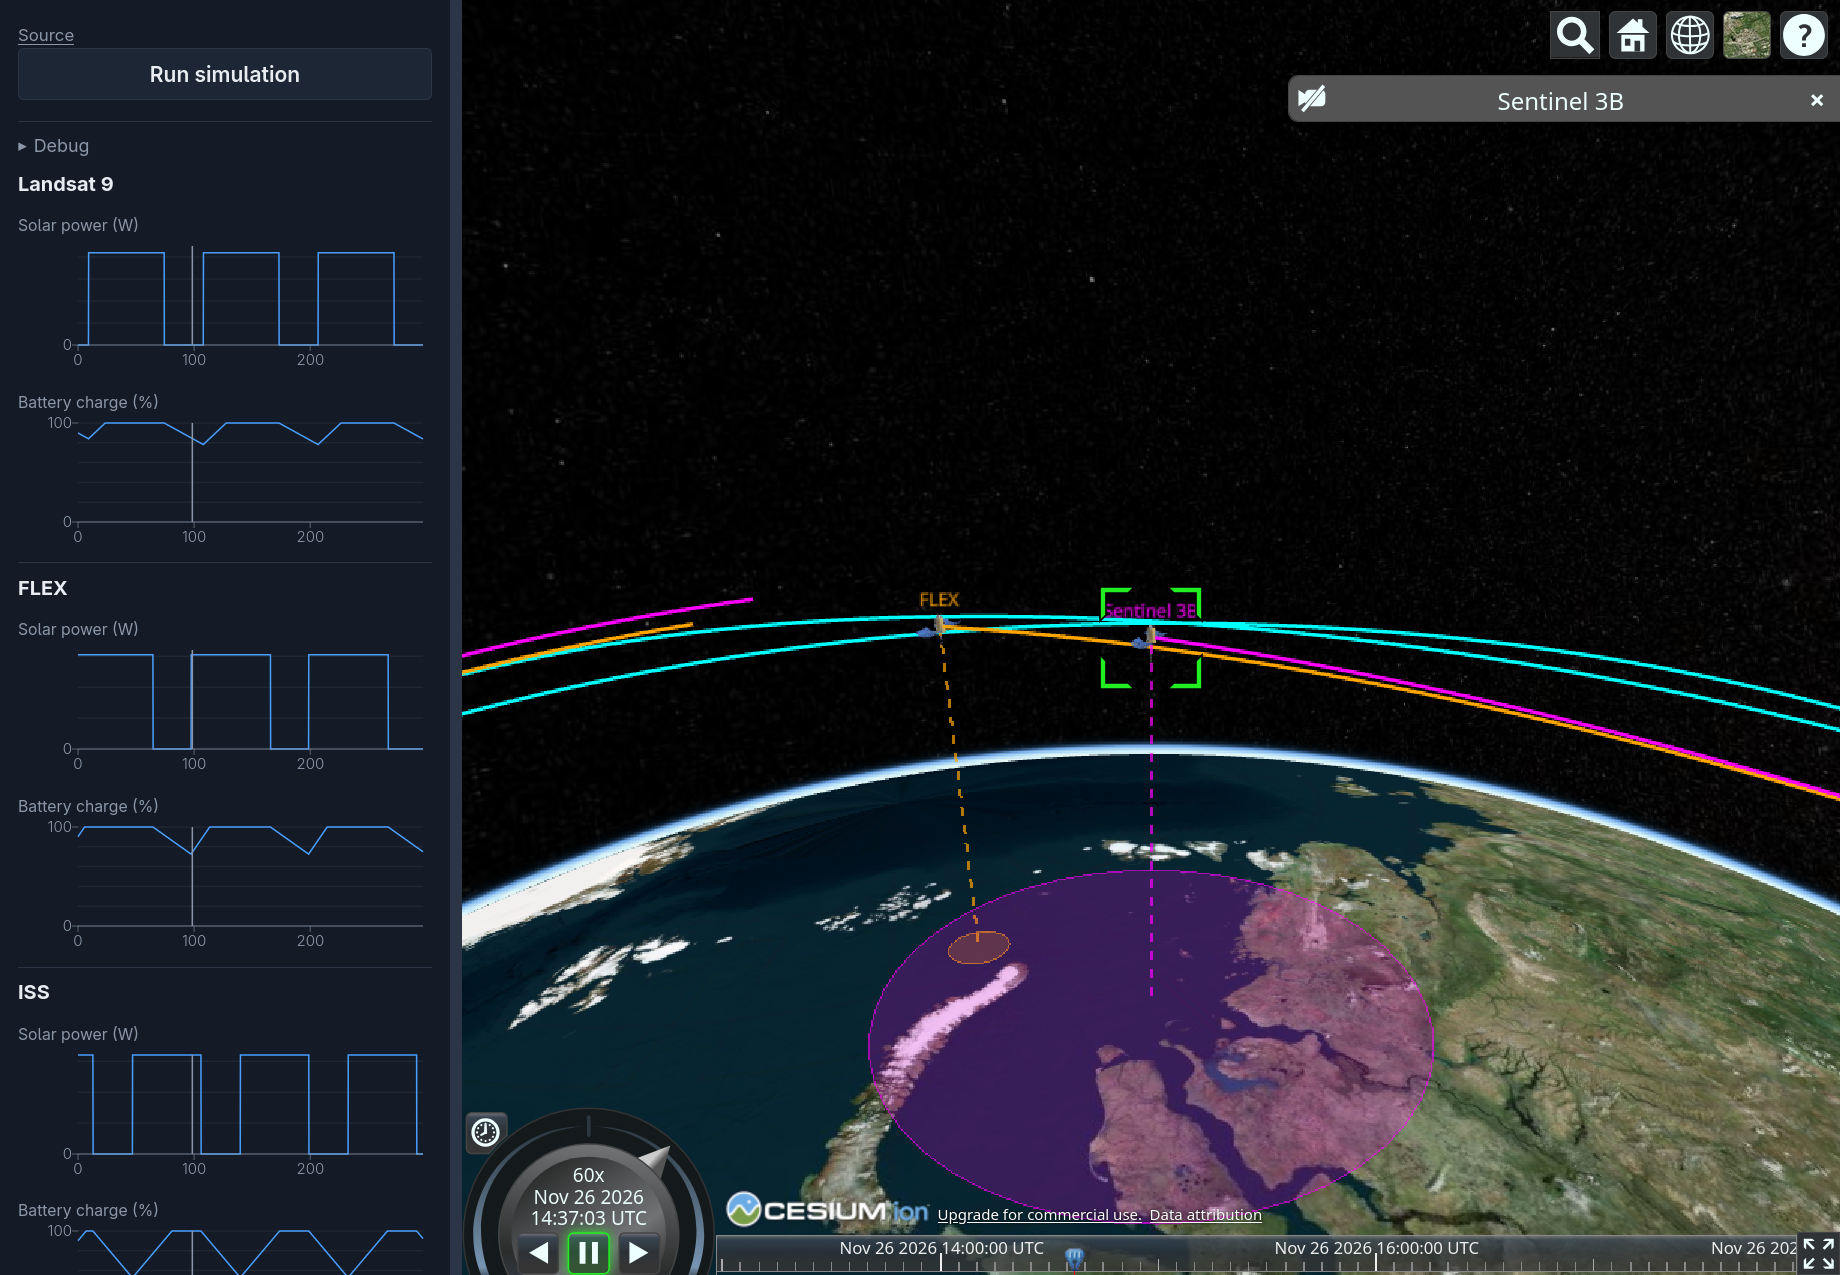 Source
Run simulation
▸ Debug
Landsat 9
Solar power (W)
0
0 100 200
Battery charge (%)
100
0
0 100 200
FLEX
Solar power (W)
0
0 100 200
Battery charge (%)
100
0
0 100 200
ISS
Solar power (W)
0
0 100 200
Battery charge (%)
100
?
Sentinel 3B
×
FLEX
Sentinel 3B
60x
Nov 26 2026
14:37:03 UTC
CESIUM ion
Upgrade for commercial use. Data attribution
Nov 26 2026 14:00:00 UTC Nov 26 2026 16:00:00 UTC Nov 26 202